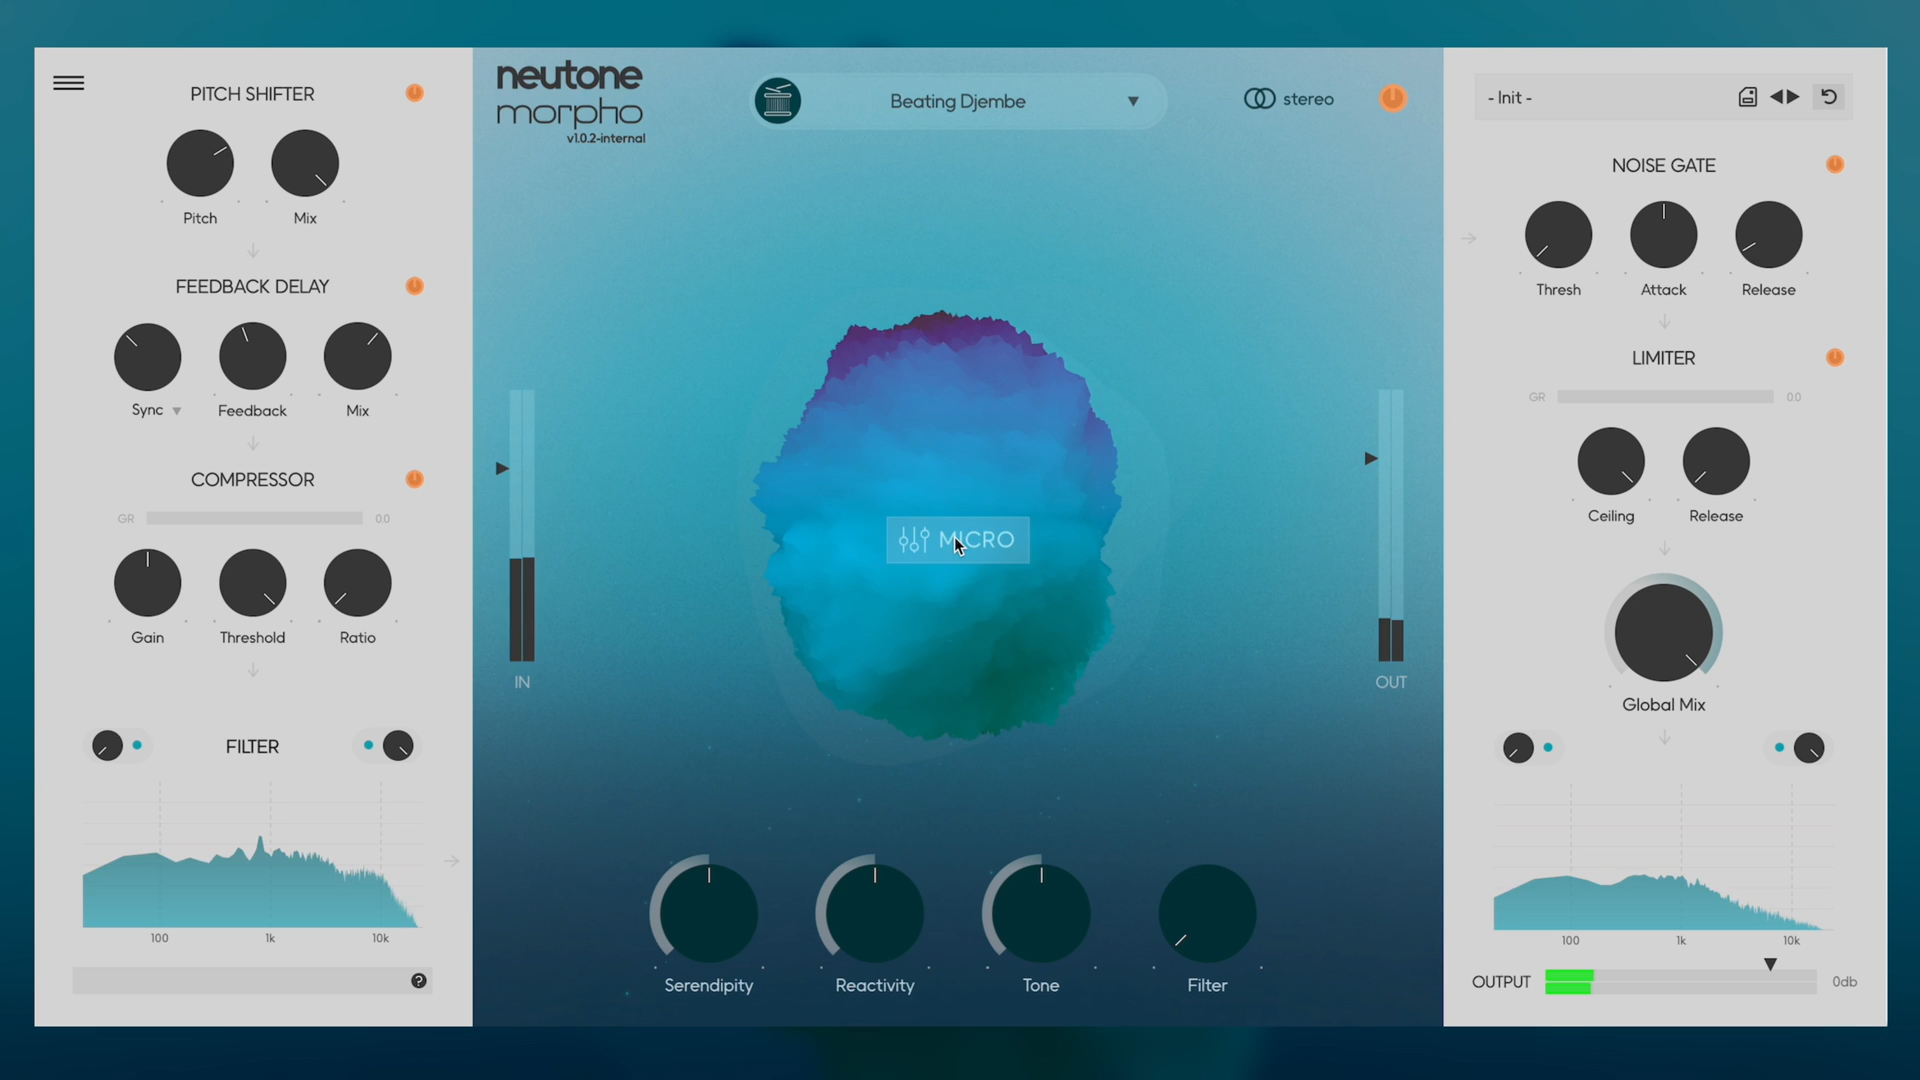 PITCH SHIFTER
Pitch
Mix
FEEDBACK DELAY
Sync
Feedback
Mix
COMPRESSOR
GR
0.0
Gain
Threshold
Ratio
FILTER
100
1k
10k
?
neutone
morpho
v1.0.2-internal
Beating Djembe
stereo
MICRO
IN
OUT
Serendipity
Reactivity
Tone
Filter
- Init -
NOISE GATE
Thresh
Attack
Release
LIMITER
GR
0.0
Ceiling
Release
Global Mix
100
1k
10k
OUTPUT
0db